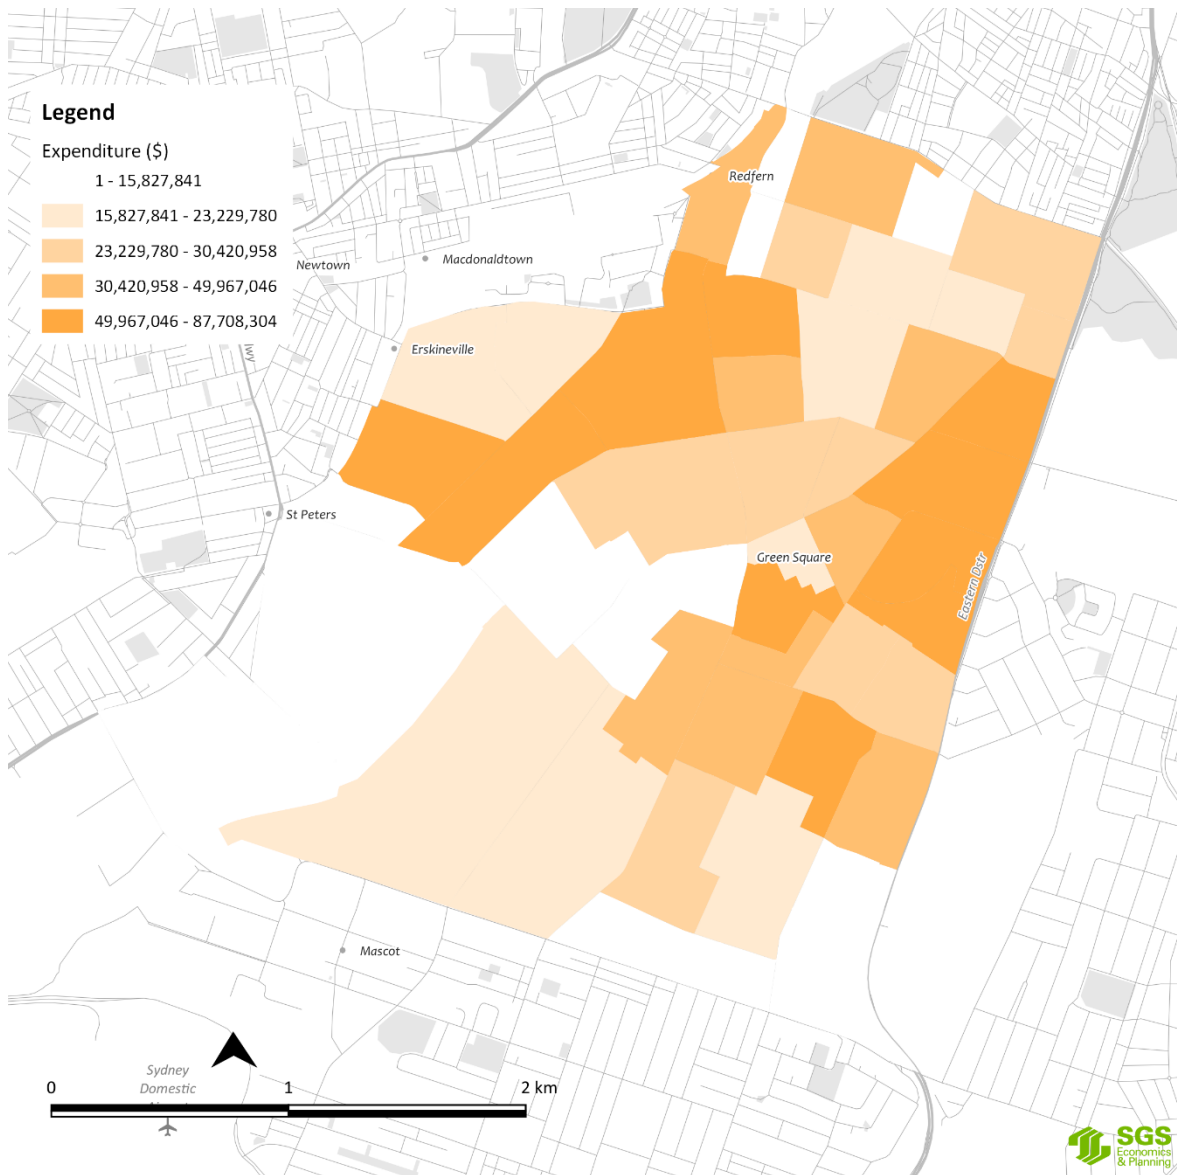 Legend
Expenditure ($)
1 - 15,827,841
15,827,841 - 23,229,780
23,229,780 - 30,420,958
30,420,958 - 49,967,046
49,967,046 - 87,708,304
Redfern
Macdonaldtown
Newtown
Erskineville
St Peters
Green Square
Eastern Dstr
Mascot
Sydney
Domestic
0 1 2 km
SGS
Economics
& Planning